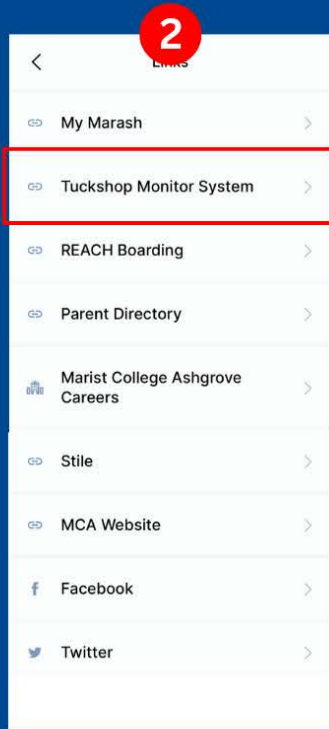 2
My Marash
Tuckshop Monitor System
REACH Boarding
Parent Directory
Marist College Ashgrove
Careers
Stile
MCA Website
Facebook
Twitter